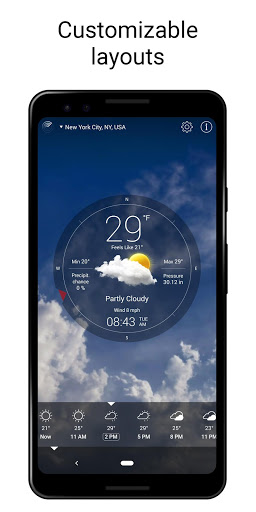 Customizable
layouts
New York City, NY, USA
N
29 °F
Feels Like 21°
Min 20°
Max 29°
Precipit
chance
0 %
Pressure
30.12 in
W
E
Partly Cloudy
Wind 8 mph
08:43 TUE AM
S
21° 25° 29° 29° 25° 23°
Now 11 AM 2 PM 5 PM 8 PM 11 PM